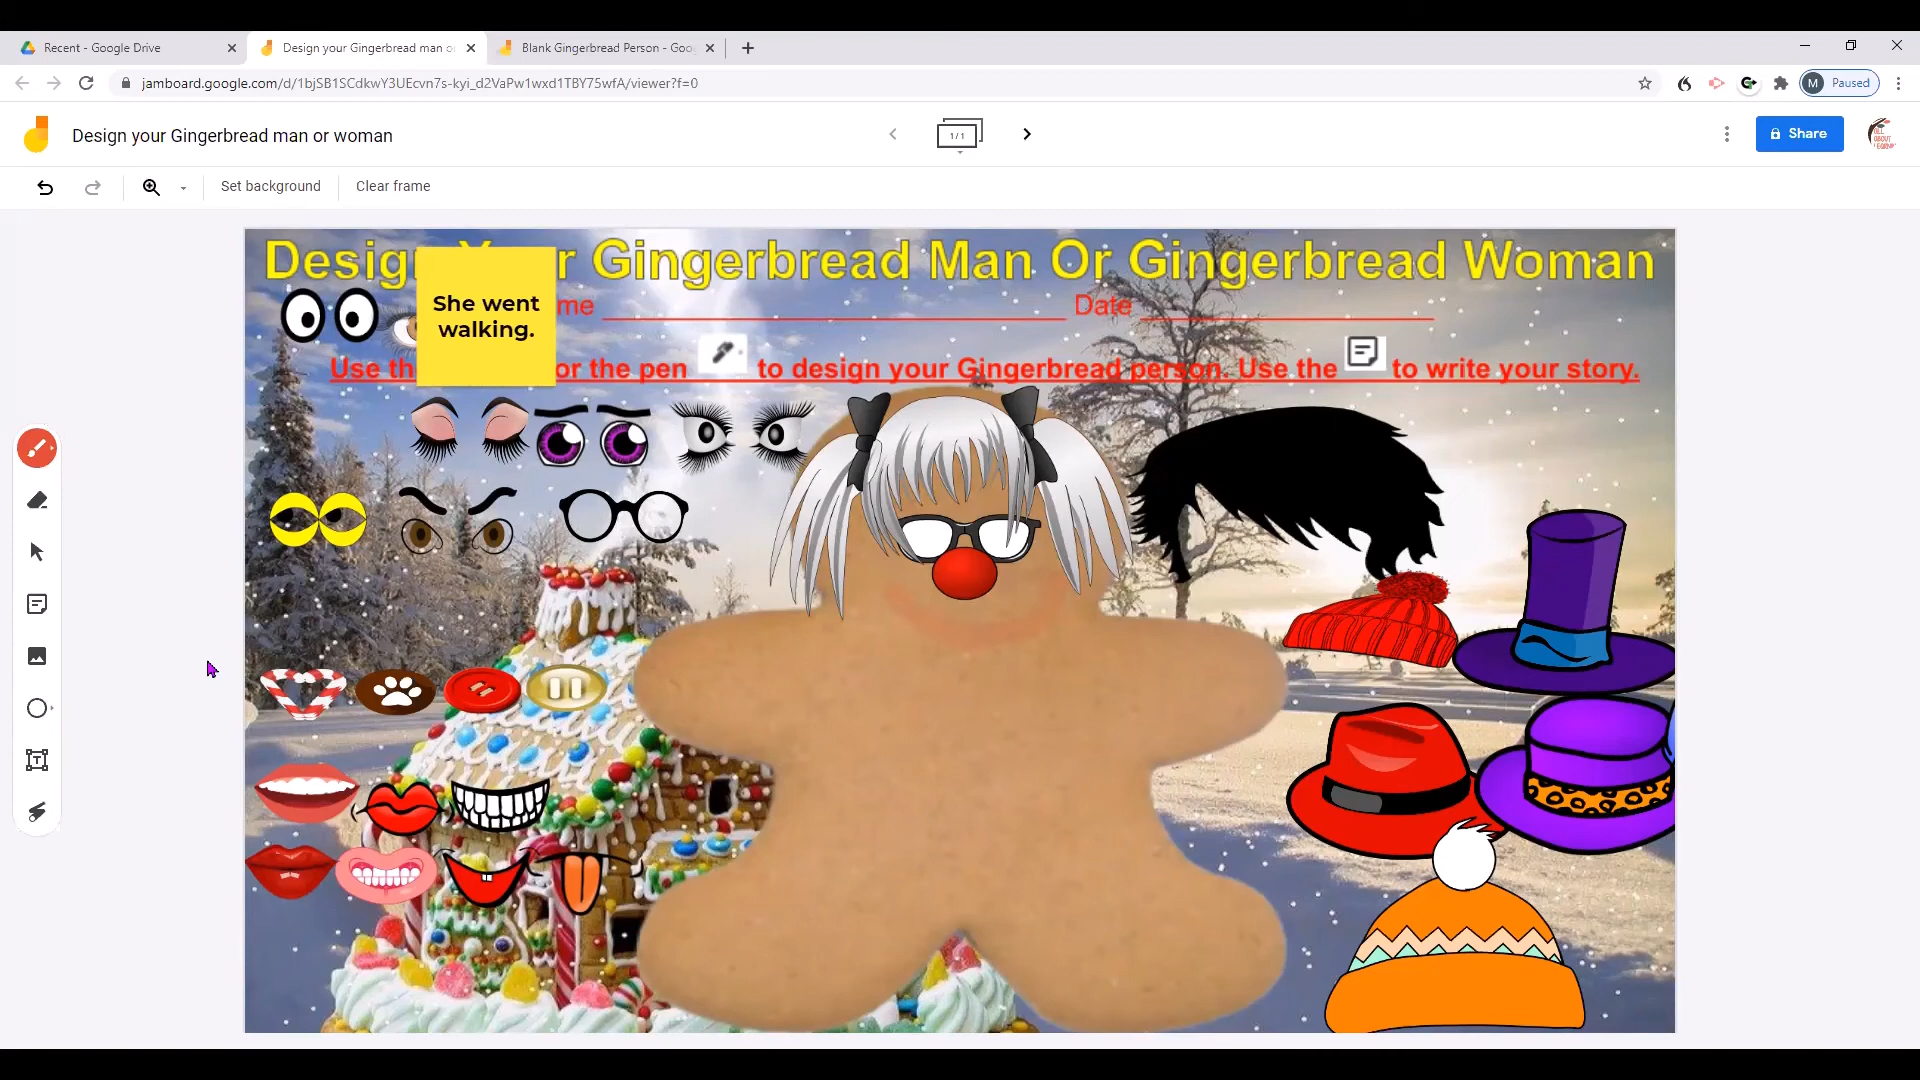 Recent - Google Drive
Design your Gingerbread man or
Blank Gingerbread Person - Goo
jamboard.google.com/d/1bjSB1SCdkwY3UEcvn7s-kyi_d2VaPw1wxd1TBY75wfA/viewer?f=0
M Paused
Design your Gingerbread man or woman
1/1
Share
Set background
Clear frame
Desig r Gingerbread Man Or Gingerbread Woman
She went
walking.
me Date
Use th or the pen to design your Gingerbread person. Use the to write your story.